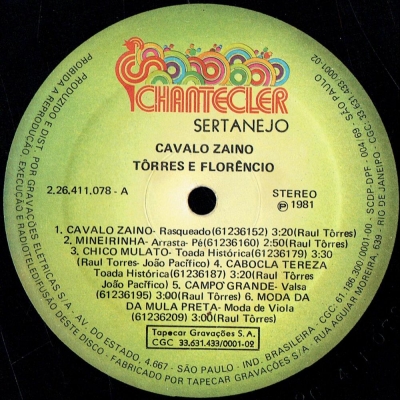 CHANTECLER
SERTANEJO
CAVALO ZAINO
TÔRRES E FLORÊNCIO
2.26.411.078 - A
STEREO
Ⓟ 1981
1. CAVALO ZAINO- Rasqueado(61236152) 3:20(Raul Tôrres)
2. MINEIRINHA- Arrasta- Pé(61236160) 2:50(Raul Tôrres)
3. CHICO MULATO- Toada Histórica(61236179) 3:30
(Raul Torres- João Pacífico) 4. CABOCLA TEREZA
Toada Histórica(61236187) 3:20(Raul Tôrres
João Pacífico) 5. CAMPO GRANDE- Valsa
(61236195) 3:00(Raul Tôrres) 6. MODA DA
DA MULA PRETA- Moda de Viola
(61236209) 3:00(Raul Tôrres)
Tapecar Gravações S.A.
CGC 33.631.433/0001-02
PRODUZIDO E DIST. POR GRAVAÇÕES ELÉTRICAS S/A - AV. DO ESTADO, 4.667 - SÃO PAULO - IND. BRASILEIRA - CGC: 61.186.300/0001-00 - SCDP-DPF - 004/69 - SÃO PAULO
PROIBIDA A REPRODUÇÃO, EXECUÇÃO E RADIOTELEDIFUSÃO DESTE DISCO - FABRICADO POR TAPECAR GRAVAÇÕES S/A - RUA AGUIAR MOREIRA, 639 - RIO DE JANEIRO - CGC: 33.631.433/0001-02